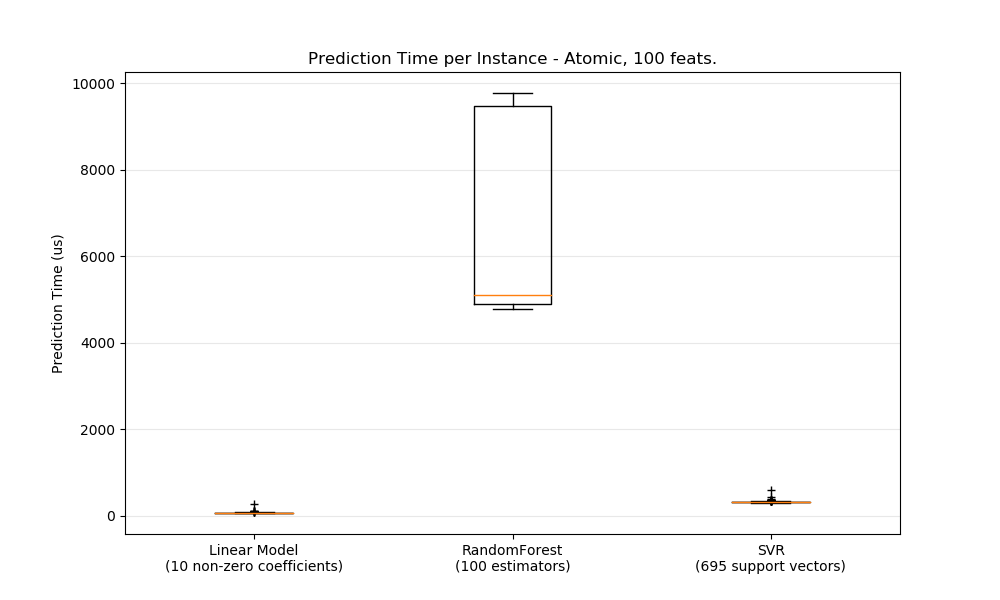 Prediction Time per Instance - Atomic, 100 feats.
Prediction Time (us)
10000
8000
6000
4000
2000
0
Linear Model
(10 non-zero coefficients)
RandomForest
(100 estimators)
SVR
(695 support vectors)